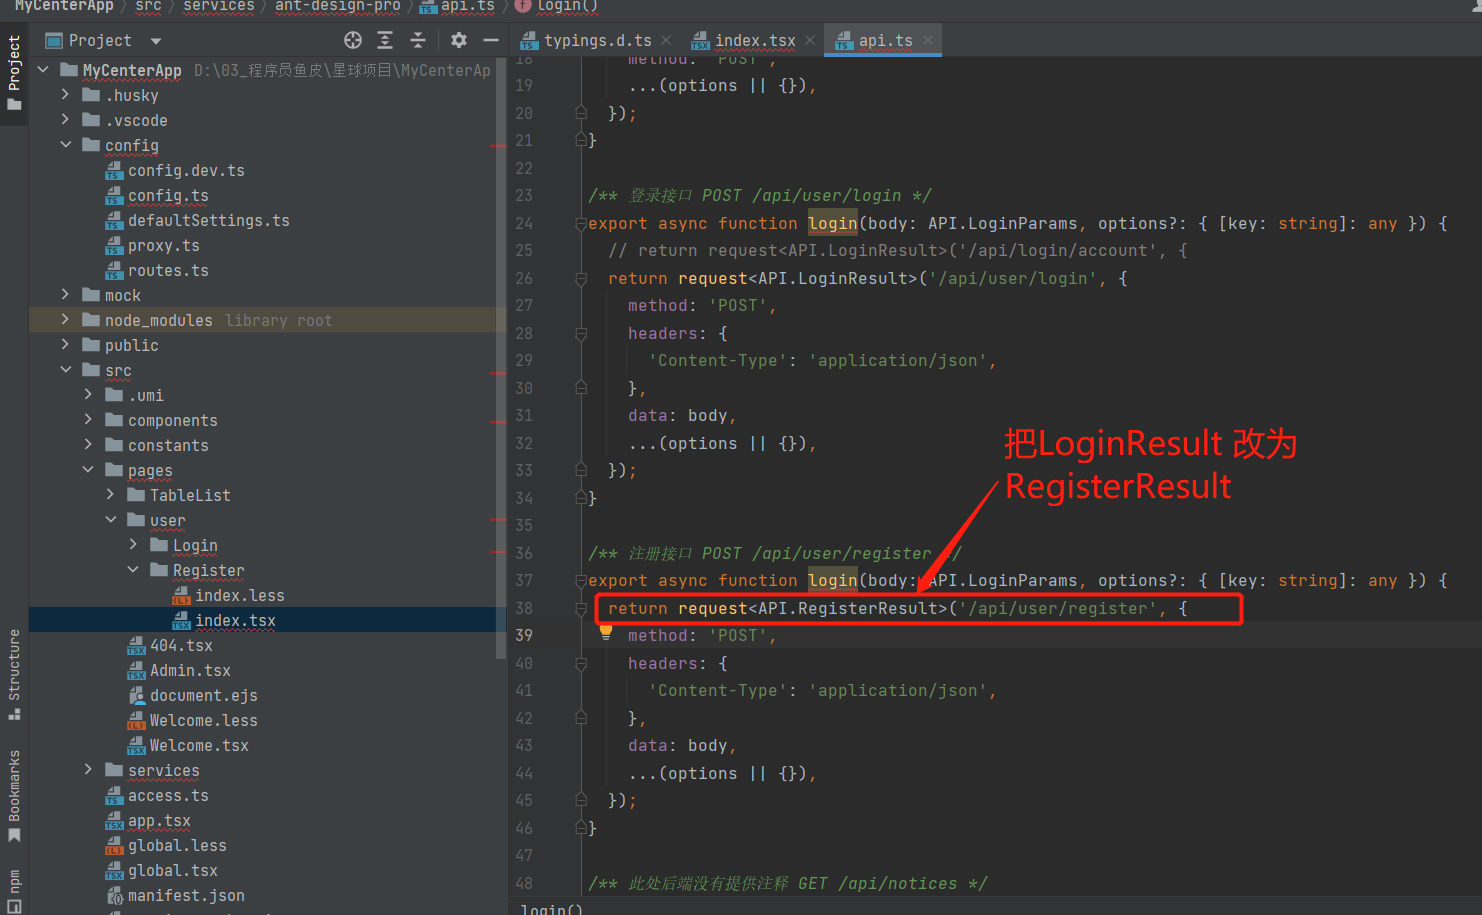 MyCenterApp
src
services
ant-design-pro
api.ts
login()
Project
typings.d.ts
index.tsx
api.ts
Project
MyCenterApp D:\03_程序员鱼皮\星球项目\MyCenterAp
.husky
.vscode
config
config.dev.ts
config.ts
defaultSettings.ts
proxy.ts
routes.ts
mock
node_modules library root
public
src
.umi
components
constants
pages
TableList
user
Login
Register
index.less
index.tsx
404.tsx
Admin.tsx
document.ejs
Welcome.less
Welcome.tsx
services
access.ts
app.tsx
global.less
global.tsx
manifest.json
Structure
Bookmarks
npm
18 method: 'POST',
19 ...(options || {}),
20 });
21 }
22
23 /** 登录接口 POST /api/user/login */
24 export async function login(body: API.LoginParams, options?: { [key: string]: any }) {
25 // return request<API.LoginResult>('/api/login/account', {
26 return request<API.LoginResult>('/api/user/login', {
27 method: 'POST',
28 headers: {
29 'Content-Type': 'application/json',
30 },
31 data: body,
32 ...(options || {}),
33 });
34 }
35
36 /** 注册接口 POST /api/user/register */
37 export async function login(body: API.LoginParams, options?: { [key: string]: any }) {
38 return request<API.RegisterResult>('/api/user/register', {
39 method: 'POST',
40 headers: {
41 'Content-Type': 'application/json',
42 },
43 data: body,
44 ...(options || {}),
45 });
46 }
47
48 /** 此处后端没有提供注释 GET /api/notices */
login()
把LoginResult 改为
RegisterResult